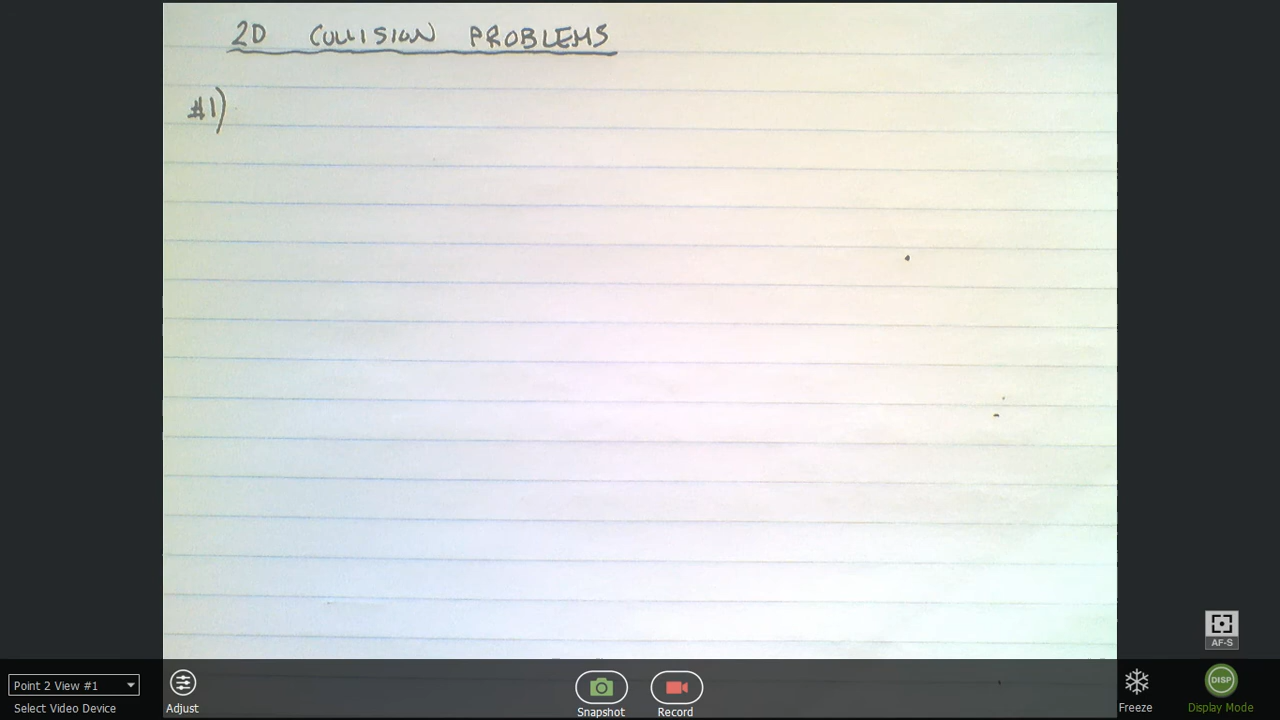 2D COLLISION PROBLEMS
#1)
AF-S
Point 2 View #1
Select Video Device
Adjust
Snapshot
Record
Freeze
DISP
Display Mode